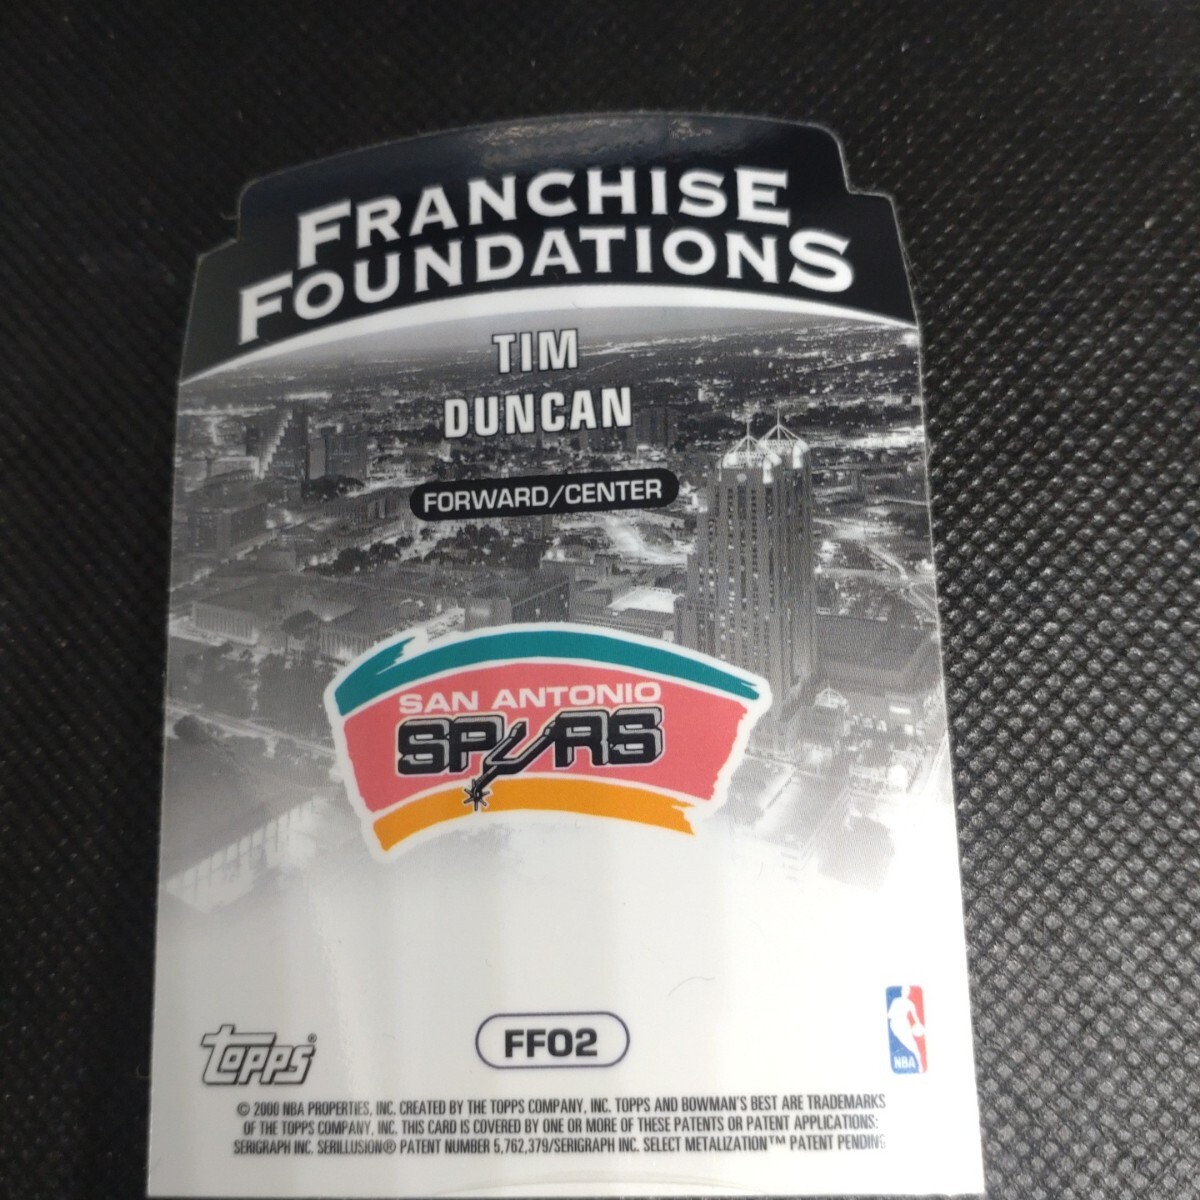 FRANCHISE
FOUNDATIONS
TIM
DUNCAN
FORWARD/CENTER
SAN ANTONIO
SPURS
TOPPS®
FF02
NBA
© 2000 NBA PROPERTIES, INC. CREATED BY THE TOPPS COMPANY, INC. TOPPS AND BOWMAN'S BEST ARE TRADEMARKS
OF THE TOPPS COMPANY, INC. THIS CARD IS COVERED BY ONE OR MORE OF THESE PATENTS OR PATENT APPLICATIONS:
SERIGRAPH INC. SERILLUSION® PATENT NUMBER 5,762,379/SERIGRAPH INC. SELECT METALIZATION™ PATENT PENDING